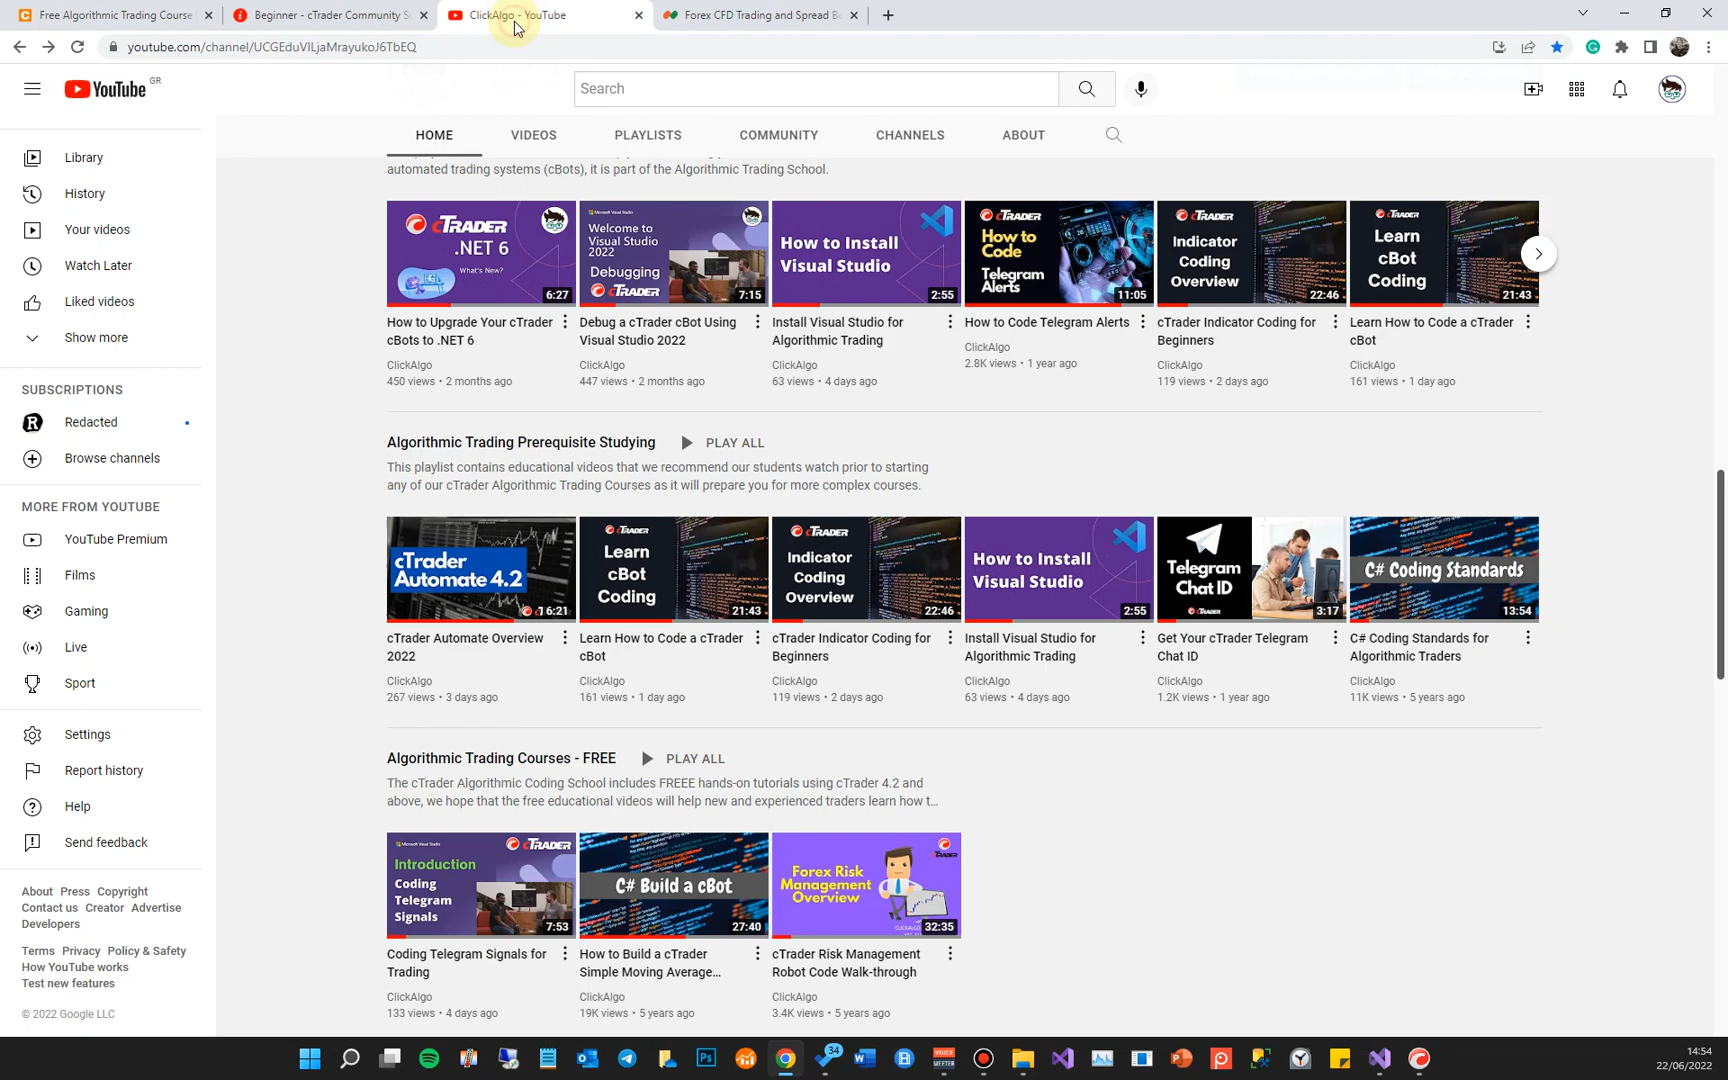 Free Algorithmic Trading Course
Beginner - cTrader Community S
ClickAlgo - YouTube
Forex CFD Trading and Spread Be
youtube.com/channel/UCGEduVILjaMrayukoJ6TbEQ
YouTube GR
Search
HOME VIDEOS PLAYLISTS COMMUNITY CHANNELS ABOUT
Library
History
Your videos
Watch Later
Liked videos
Show more
SUBSCRIPTIONS
Redacted
Browse channels
MORE FROM YOUTUBE
YouTube Premium
Films
Gaming
Live
Sport
Settings
Report history
Help
Send feedback
About Press Copyright
Contact us Creator Advertise
Developers
Terms Privacy Policy & Safety
How YouTube works
Test new features
© 2022 Google LLC
automated trading systems (cBots), it is part of the Algorithmic Trading School.
cTRADER
.NET 6
What's New?
6:27
How to Upgrade Your cTrader
cBots to .NET 6
ClickAlgo
450 views • 2 months ago
Microsoft Visual Studio
Welcome to
Visual Studio
2022
Debugging
cTRADER
7:15
Debug a cTrader cBot Using
Visual Studio 2022
ClickAlgo
447 views • 2 months ago
How to Install
Visual Studio
2:55
Install Visual Studio for
Algorithmic Trading
ClickAlgo
63 views • 4 days ago
cTRADER
How to
Code
Telegram
Alerts
11:05
How to Code Telegram Alerts
ClickAlgo
2.8K views • 1 year ago
cTRADER
Indicator
Coding
Overview
22:46
cTrader Indicator Coding for
Beginners
ClickAlgo
119 views • 2 days ago
cTRADER
Learn
cBot
Coding
21:43
Learn How to Code a cTrader
cBot
ClickAlgo
161 views • 1 day ago
Algorithmic Trading Prerequisite Studying PLAY ALL
This playlist contains educational videos that we recommend our students watch prior to starting
any of our cTrader Algorithmic Trading Courses as it will prepare you for more complex courses.
cTrader
Automate 4.2
16:21
cTrader Automate Overview
2022
ClickAlgo
267 views • 3 days ago
cTRADER
Learn
cBot
Coding
21:43
Learn How to Code a cTrader
cBot
ClickAlgo
161 views • 1 day ago
cTRADER
Indicator
Coding
Overview
22:46
cTrader Indicator Coding for
Beginners
ClickAlgo
119 views • 2 days ago
How to Install
Visual Studio
2:55
Install Visual Studio for
Algorithmic Trading
ClickAlgo
63 views • 4 days ago
Telegram
Chat ID
cTRADER
3:17
Get Your cTrader Telegram
Chat ID
ClickAlgo
1.2K views • 1 year ago
C# Coding Standards
13:54
C# Coding Standards for
Algorithmic Traders
ClickAlgo
11K views • 5 years ago
Algorithmic Trading Courses - FREE PLAY ALL
The cTrader Algorithmic Coding School includes FREEE hands-on tutorials using cTrader 4.2 and
above, we hope that the free educational videos will help new and experienced traders learn how t...
Microsoft Visual Studio
cTRADER
Introduction
Coding
Telegram
Signals
7:53
Coding Telegram Signals for
Trading
ClickAlgo
133 views • 4 days ago
C# Build a cBot
27:40
How to Build a cTrader
Simple Moving Average...
ClickAlgo
19K views • 5 years ago
Forex Risk
Management
Overview
cTRADER
32:35
cTrader Risk Management
Robot Code Walk-through
ClickAlgo
3.4K views • 5 years ago
34
VOICE
MEETER
14:54
22/06/2022